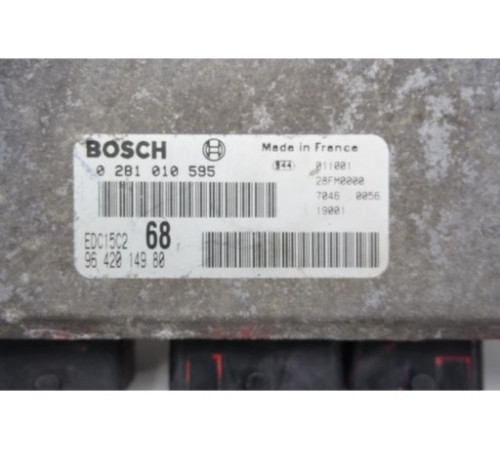 BOSCH
Made in France
0 281 010 595
011001
28FM0000
7046 0056
19001
EDC15C2 68
96 420 149 80